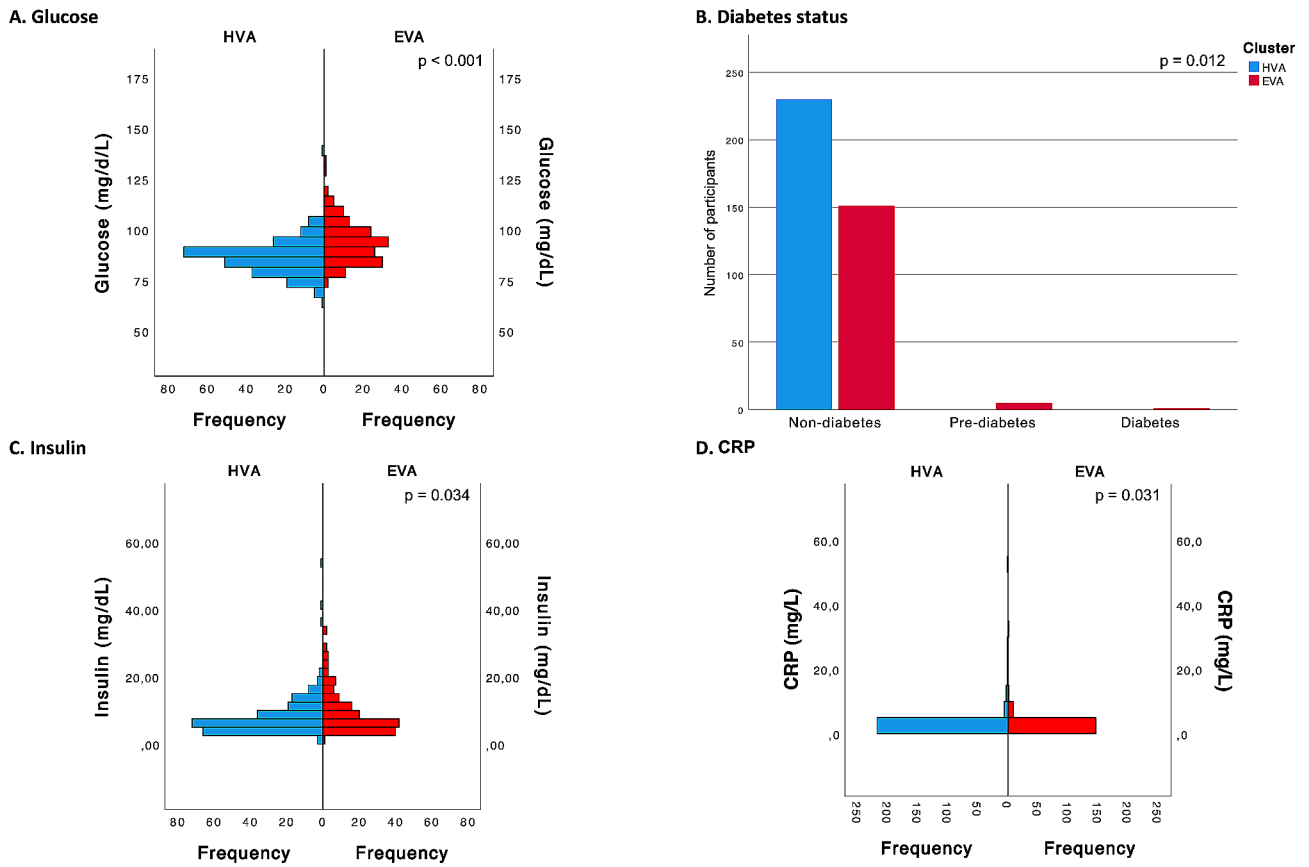 A. Glucose
HVA
EVA
p < 0.001
175
150
125
100
75
50
Glucose (mg/d/L)
175
150
125
100
75
50
Glucose (mg/dL)
80 60 40 20 0 20 40 60 80
Frequency
Frequency
B. Diabetes status
p = 0.012
Cluster
HVA
EVA
250
200
150
100
50
0
Number of participants
Non-diabetes
Pre-diabetes
Diabetes
C. Insulin
HVA
EVA
p = 0.034
60,00
40,00
20,00
,00
Insulin (mg/dL)
60,00
40,00
20,00
,00
Insulin (mg/dL)
80 60 40 20 0 20 40 60 80
Frequency
Frequency
D. CRP
HVA
EVA
p = 0.031
60,0
40,0
20,0
,0
CRP (mg/L)
60,0
40,0
20,0
,0
CRP (mg/L)
250 200 150 100 50 0 50 100 150 200 250
Frequency
Frequency